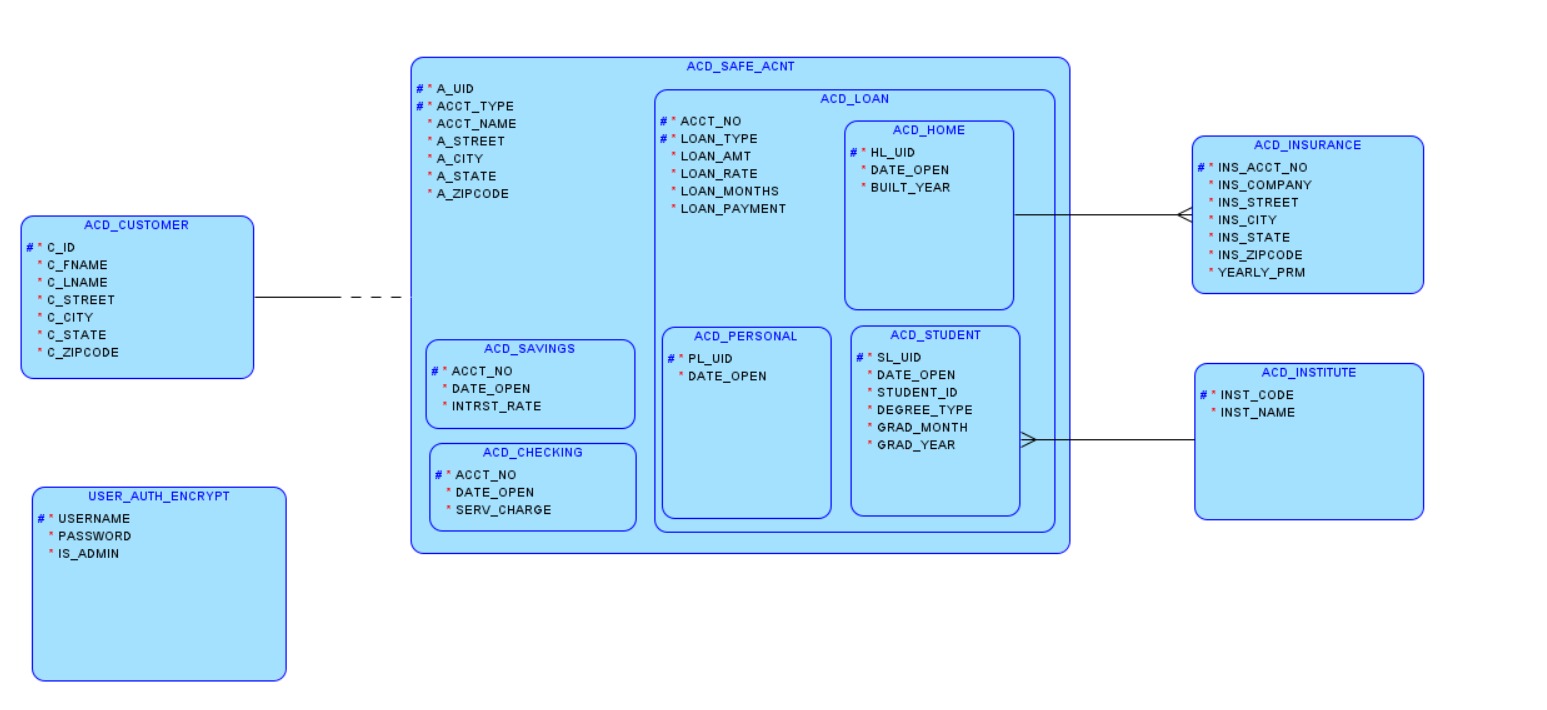 ACD_SAFE_ACNT
# * A_UID
# * ACCT_TYPE
* ACCT_NAME
* A_STREET
* A_CITY
* A_STATE
* A_ZIPCODE
ACD_LOAN
# * ACCT_NO
# * LOAN_TYPE
* LOAN_AMT
* LOAN_RATE
* LOAN_MONTHS
* LOAN_PAYMENT
ACD_HOME
# * HL_UID
* DATE_OPEN
* BUILT_YEAR
ACD_INSURANCE
# * INS_ACCT_NO
* INS_COMPANY
* INS_STREET
* INS_CITY
* INS_STATE
* INS_ZIPCODE
* YEARLY_PRM
ACD_CUSTOMER
# * C_ID
* C_FNAME
* C_LNAME
* C_STREET
* C_CITY
* C_STATE
* C_ZIPCODE
ACD_SAVINGS
# * ACCT_NO
* DATE_OPEN
* INTRST_RATE
ACD_PERSONAL
# * PL_UID
* DATE_OPEN
ACD_STUDENT
# * SL_UID
* DATE_OPEN
* STUDENT_ID
* DEGREE_TYPE
* GRAD_MONTH
* GRAD_YEAR
ACD_INSTITUTE
# * INST_CODE
* INST_NAME
ACD_CHECKING
# * ACCT_NO
* DATE_OPEN
* SERV_CHARGE
USER_AUTH_ENCRYPT
# * USERNAME
* PASSWORD
* IS_ADMIN